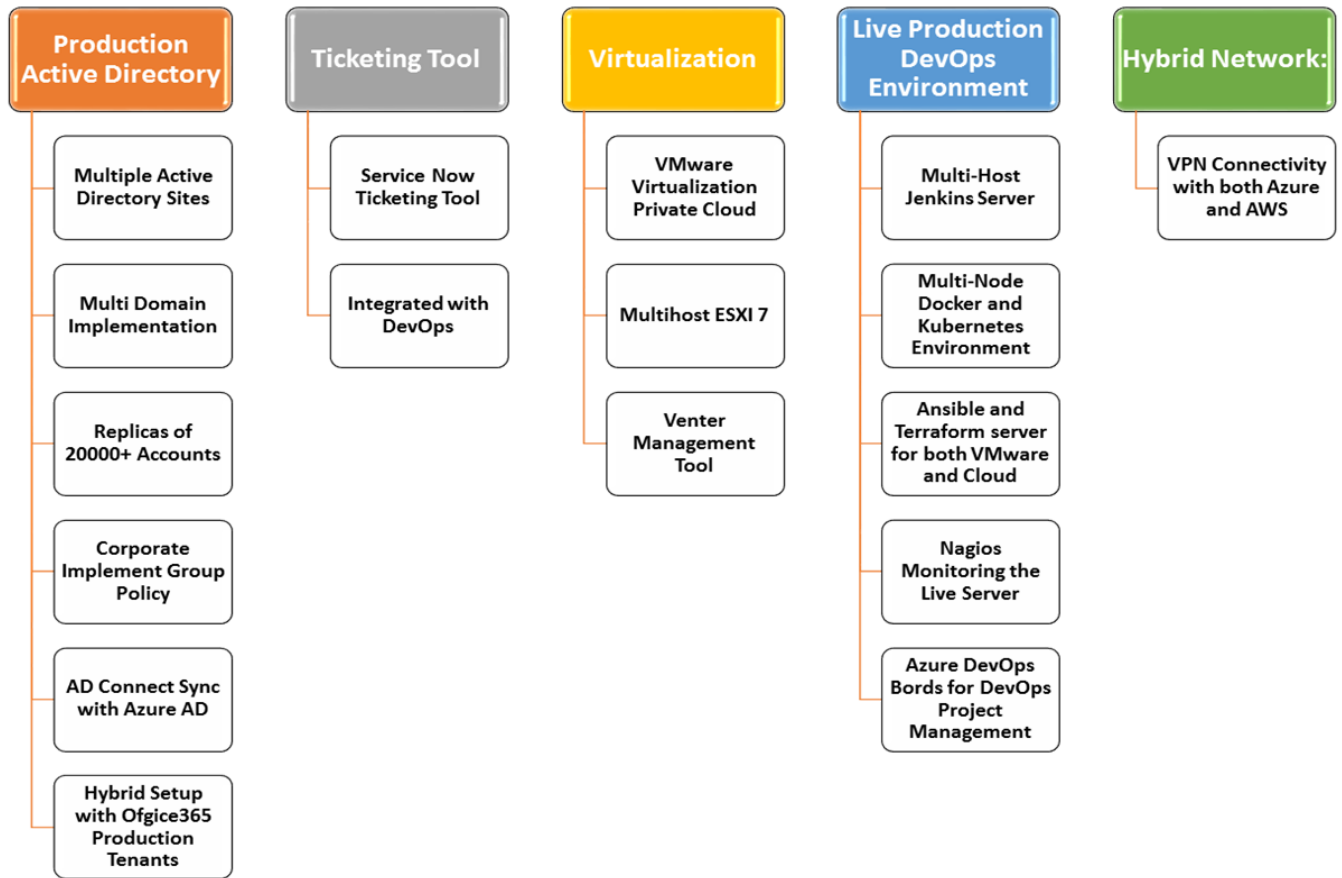 Production
Active Directory
Multiple Active
Directory Sites
Multi Domain
Implementation
Replicas of
20000+ Accounts
Corporate
Implement Group
Policy
AD Connect Sync
with Azure AD
Hybrid Setup
with Ofgice365
Production
Tenants
Ticketing Tool
Service Now
Ticketing Tool
Integrated with
DevOps
Virtualization
VMware
Virtualization
Private Cloud
Multihost ESXI 7
Venter
Management
Tool
Live Production
DevOps
Environment
Multi-Host
Jenkins Server
Multi-Node
Docker and
Kubernetes
Environment
Ansible and
Terraform server
for both VMware
and Cloud
Nagios
Monitoring the
Live Server
Azure DevOps
Bords for DevOps
Project
Management
Hybrid Network:
VPN Connectivity
with both Azure
and AWS